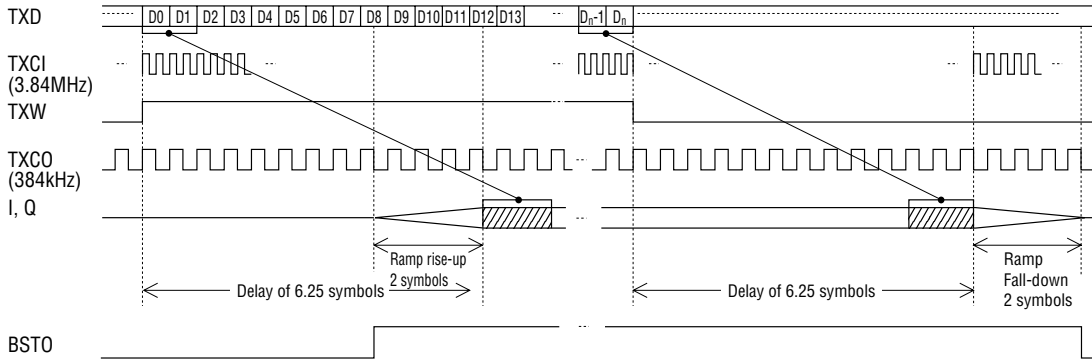 TXD
D0 D1 D2 D3 D4 D5 D6 D7 D8 D9 D10 D11 D12 D13 Dn-1 Dn
TXCI
(3.84MHz)
TXW
TXCO
(384kHz)
I, Q
Ramp rise-up
2 symbols
Delay of 6.25 symbols
Delay of 6.25 symbols
Ramp
Fall-down
2 symbols
BSTO